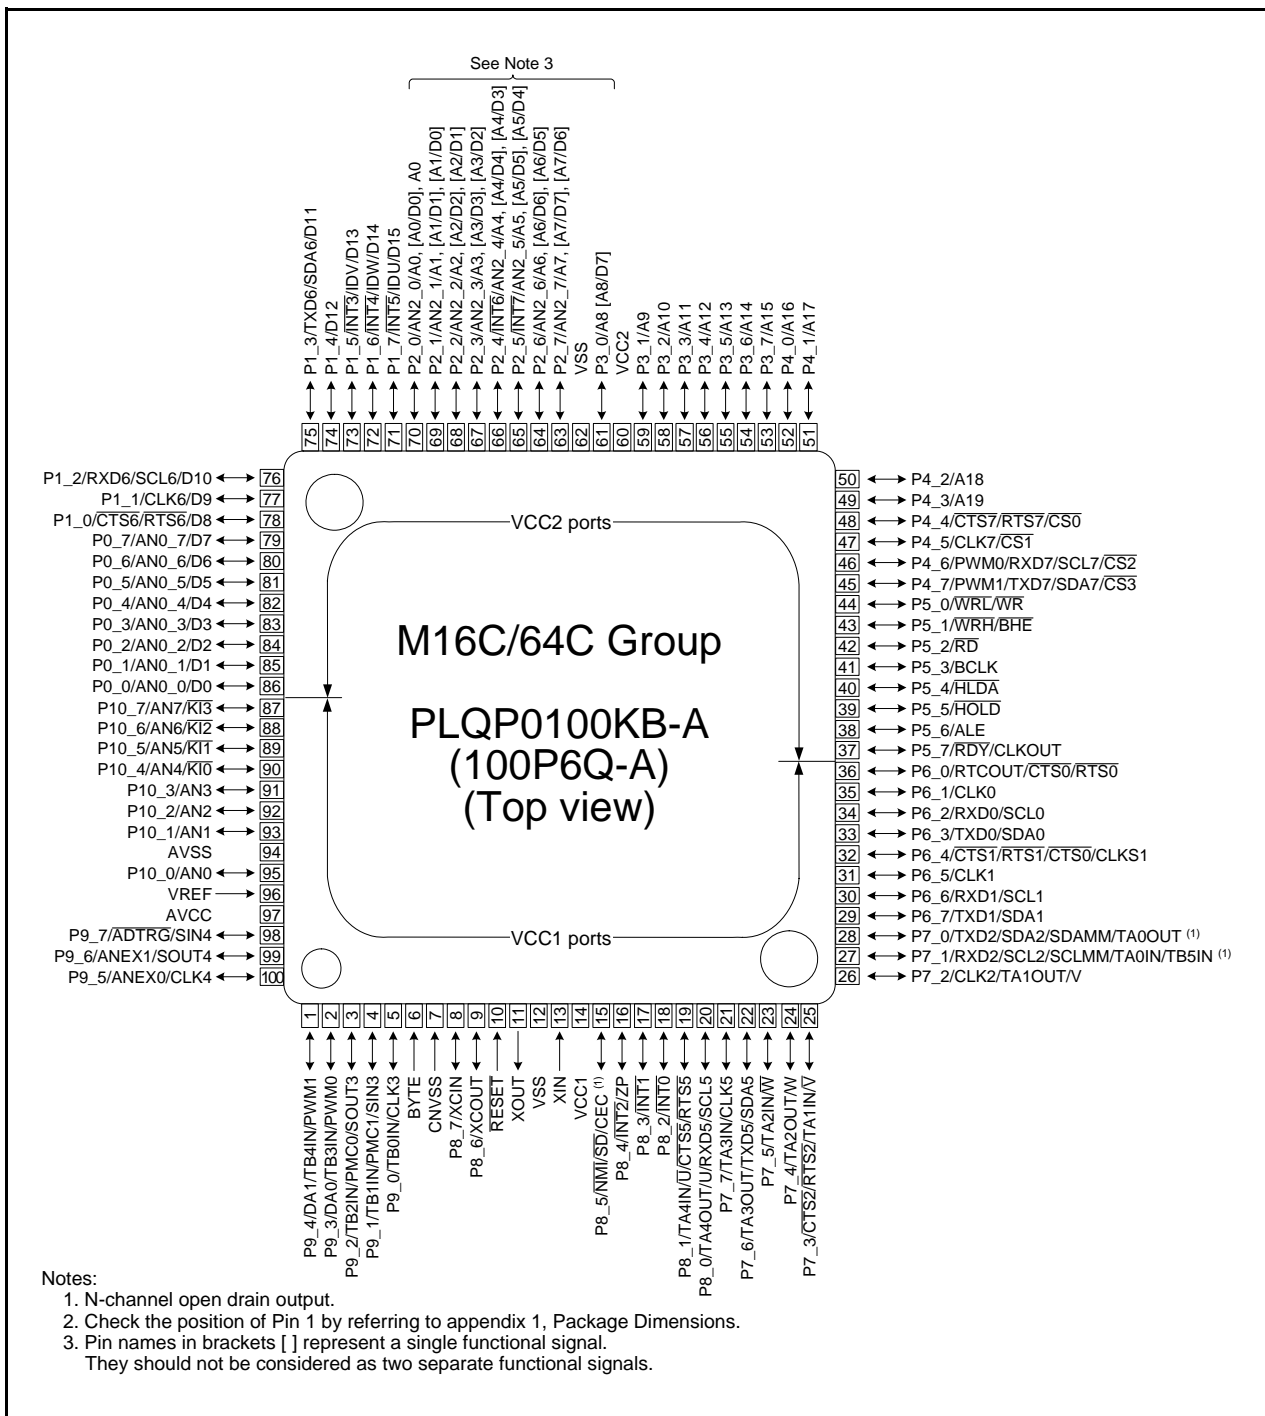 See Note 3
P1_3/TXD6/SDA6/D11
P1_4/D12
P1_5/INT3/IDV/D13
P1_6/INT4/IDW/D14
P1_7/INT5/IDU/D15
P2_0/AN2_0/A0, [A0/D0], A0
P2_1/AN2_1/A1, [A1/D1], [A1/D0]
P2_2/AN2_2/A2, [A2/D2], [A2/D1]
P2_3/AN2_3/A3, [A3/D3], [A3/D2]
P2_4/INT6/AN2_4/A4, [A4/D4], [A4/D3]
P2_5/INT7/AN2_5/A5, [A5/D5], [A5/D4]
P2_6/AN2_6/A6, [A6/D6], [A6/D5]
P2_7/AN2_7/A7, [A7/D7], [A7/D6]
VSS
P3_0/A8 [A8/D7]
VCC2
P3_1/A9
P3_2/A10
P3_3/A11
P3_4/A12
P3_5/A13
P3_6/A14
P3_7/A15
P4_0/A16
P4_1/A17
75 74 73 72 71 70 69 68 67 66 65 64 63 62 61 60 59 58 57 56 55 54 53 52 51
P1_2/RXD6/SCL6/D10 76
P1_1/CLK6/D9 77
P1_0/CTS6/RTS6/D8 78
P0_7/AN0_7/D7 79
P0_6/AN0_6/D6 80
P0_5/AN0_5/D5 81
P0_4/AN0_4/D4 82
P0_3/AN0_3/D3 83
P0_2/AN0_2/D2 84
P0_1/AN0_1/D1 85
P0_0/AN0_0/D0 86
P10_7/AN7/KI3 87
P10_6/AN6/KI2 88
P10_5/AN5/KI1 89
P10_4/AN4/KI0 90
P10_3/AN3 91
P10_2/AN2 92
P10_1/AN1 93
AVSS 94
P10_0/AN0 95
VREF 96
AVCC 97
P9_7/ADTRG/SIN4 98
P9_6/ANEX1/SOUT4 99
P9_5/ANEX0/CLK4 100
VCC2 ports
M16C/64C Group
PLQP0100KB-A
(100P6Q-A)
(Top view)
VCC1 ports
50 P4_2/A18
49 P4_3/A19
48 P4_4/CTS7/RTS7/CS0
47 P4_5/CLK7/CS1
46 P4_6/PWM0/RXD7/SCL7/CS2
45 P4_7/PWM1/TXD7/SDA7/CS3
44 P5_0/WRL/WR
43 P5_1/WRH/BHE
42 P5_2/RD
41 P5_3/BCLK
40 P5_4/HLDA
39 P5_5/HOLD
38 P5_6/ALE
37 P5_7/RDY/CLKOUT
36 P6_0/RTCOUT/CTS0/RTS0
35 P6_1/CLK0
34 P6_2/RXD0/SCL0
33 P6_3/TXD0/SDA0
32 P6_4/CTS1/RTS1/CTS0/CLKS1
31 P6_5/CLK1
30 P6_6/RXD1/SCL1
29 P6_7/TXD1/SDA1
28 P7_0/TXD2/SDA2/SDAMM/TA0OUT (1)
27 P7_1/RXD2/SCL2/SCLMM/TA0IN/TB5IN (1)
26 P7_2/CLK2/TA1OUT/V
1 2 3 4 5 6 7 8 9 10 11 12 13 14 15 16 17 18 19 20 21 22 23 24 25
P9_4/DA1/TB4IN/PWM1
P9_3/DA0/TB3IN/PWM0
P9_2/TB2IN/PMC0/SOUT3
P9_1/TB1IN/PMC1/SIN3
P9_0/TB0IN/CLK3
BYTE
CNVSS
P8_7/XCIN
P8_6/XCOUT
RESET
XOUT
VSS
XIN
VCC1
P8_5/NMI/SD/CEC (1)
P8_4/INT2/ZP
P8_3/INT1
P8_2/INT0
P8_1/TA4IN/U/CTS5/RTS5
P8_0/TA4OUT/U/RXD5/SCL5
P7_7/TA3IN/CLK5
P7_6/TA3OUT/TXD5/SDA5
P7_5/TA2IN/W
P7_4/TA2OUT/W
P7_3/CTS2/RTS2/TA1IN/V
Notes:
1. N-channel open drain output.
2. Check the position of Pin 1 by referring to appendix 1, Package Dimensions.
3. Pin names in brackets [ ] represent a single functional signal.
They should not be considered as two separate functional signals.